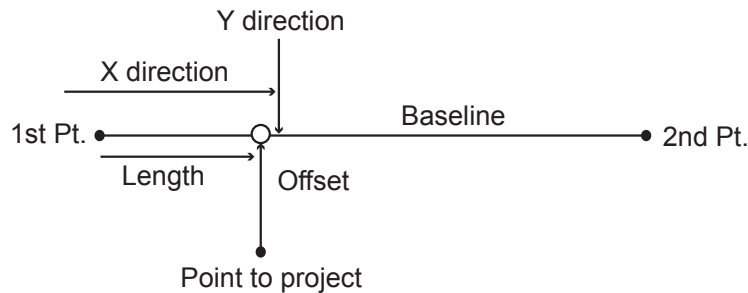 Y direction
X direction
Baseline
1st Pt.
2nd Pt.
Length
Offset
Point to project